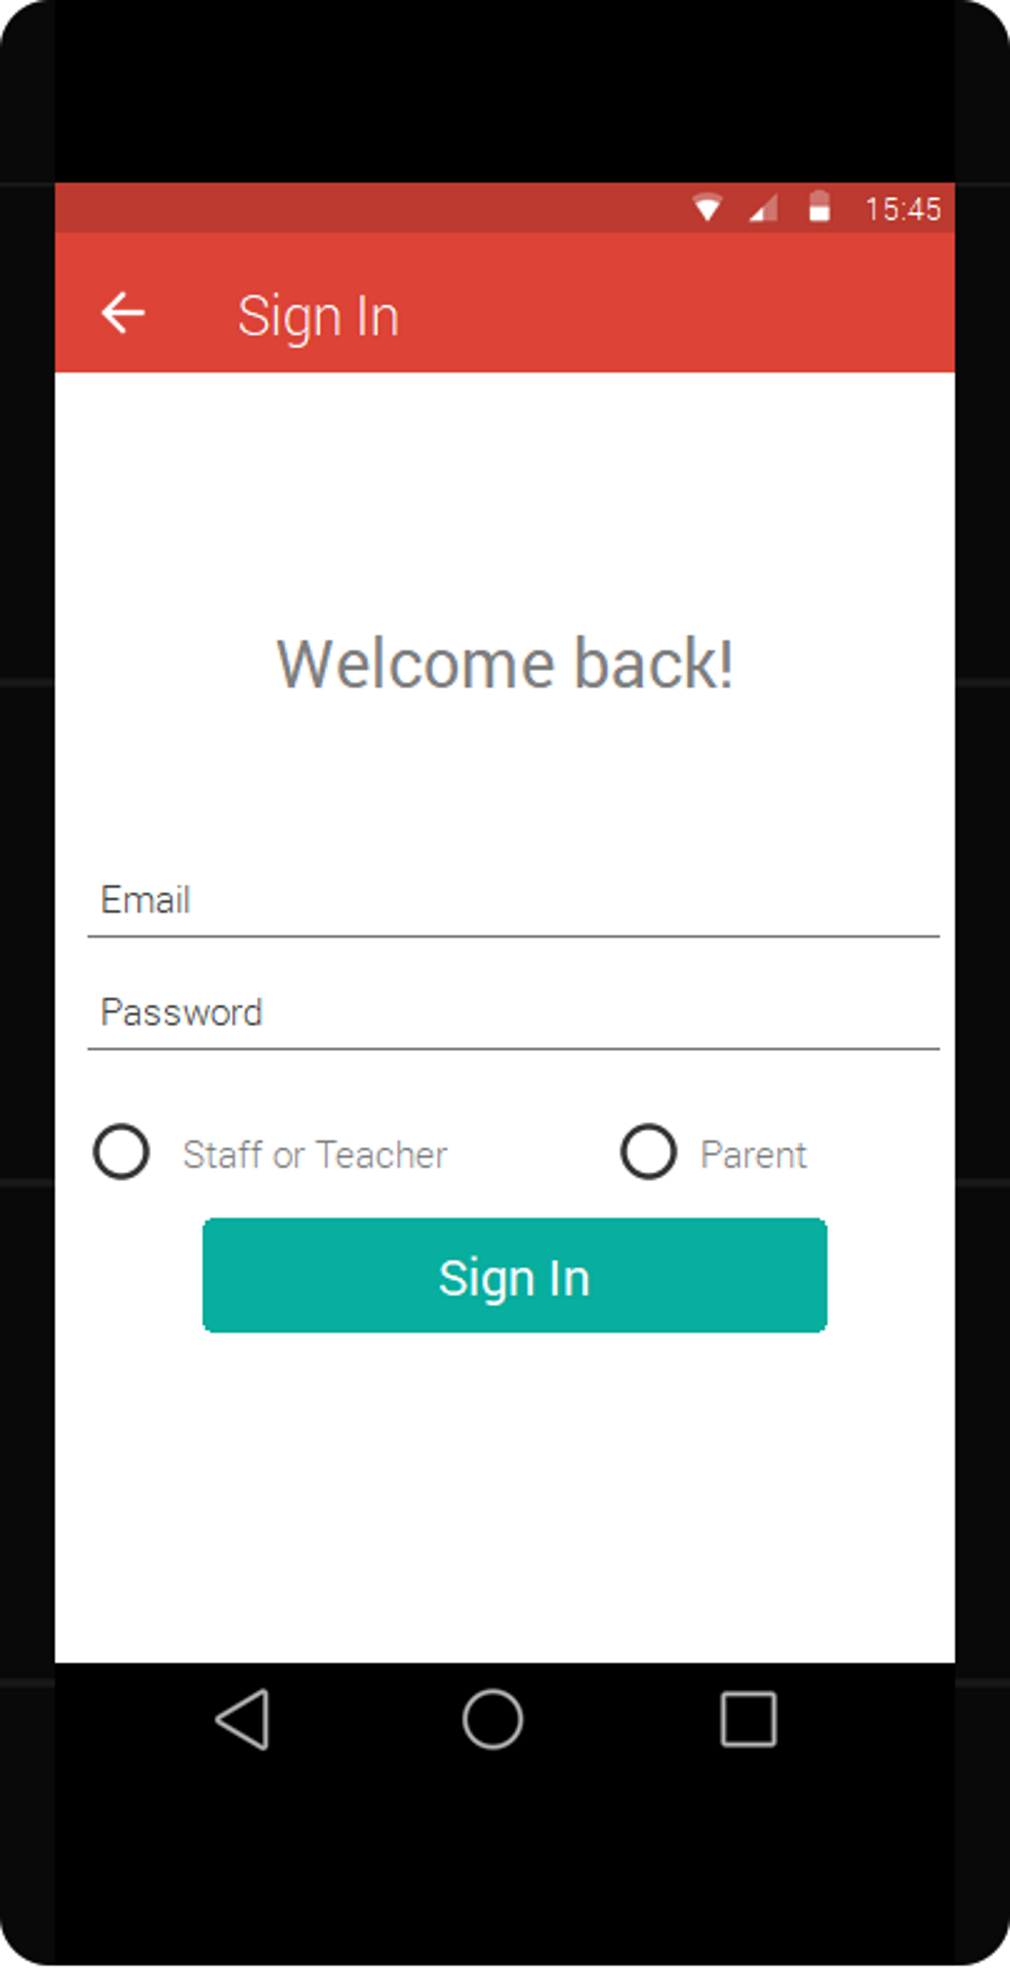 15:45
Sign In
Welcome back!
Email
Password
Staff or Teacher Parent
Sign In